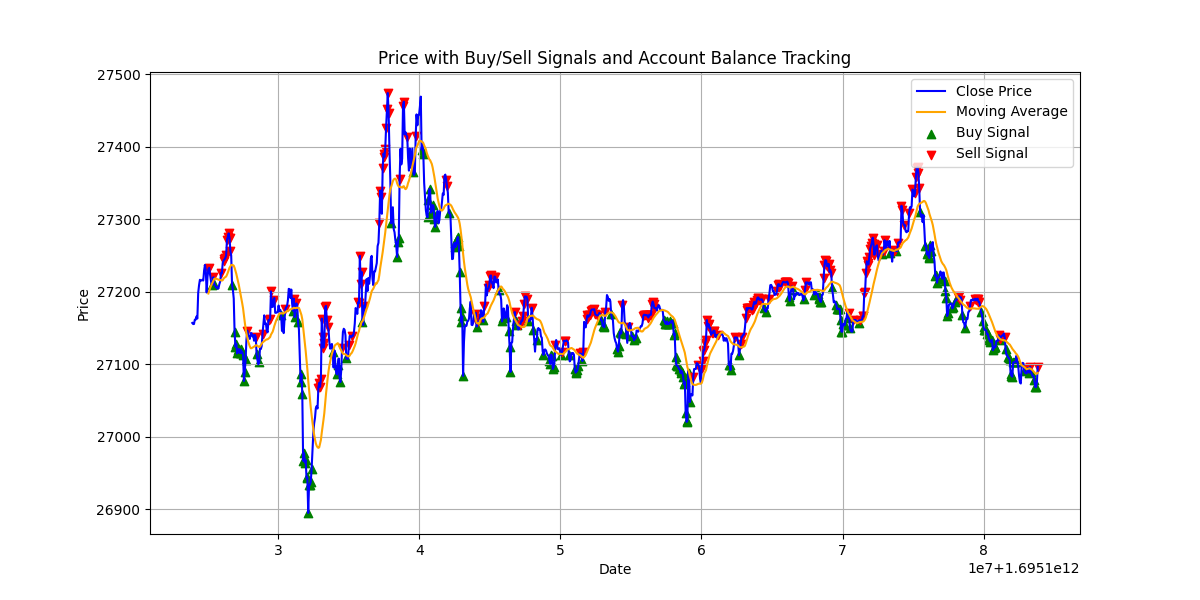 Price with Buy/Sell Signals and Account Balance Tracking
27500
27400
27300
27200
27100
27000
26900
Price
Close Price
Moving Average
Buy Signal
Sell Signal
3 4 5 6 7 8
Date
1e7+1.6951e12